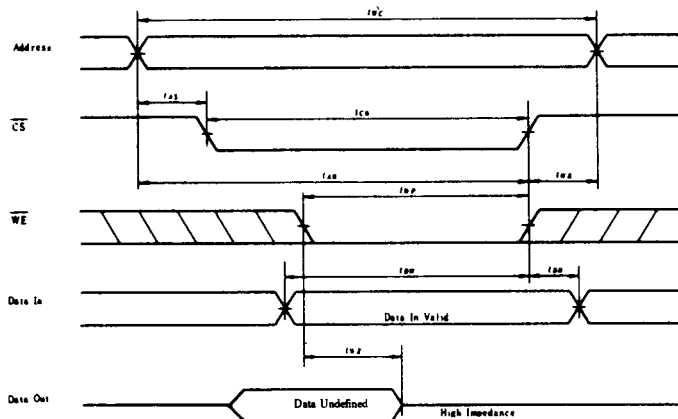 tWC
Address
tAS
tCW
CS
tAW
tWR
tWP
WE
tDW
tDH
Data In
Data In Valid
tWZ
Data Out
Data Undefined
High Impedance